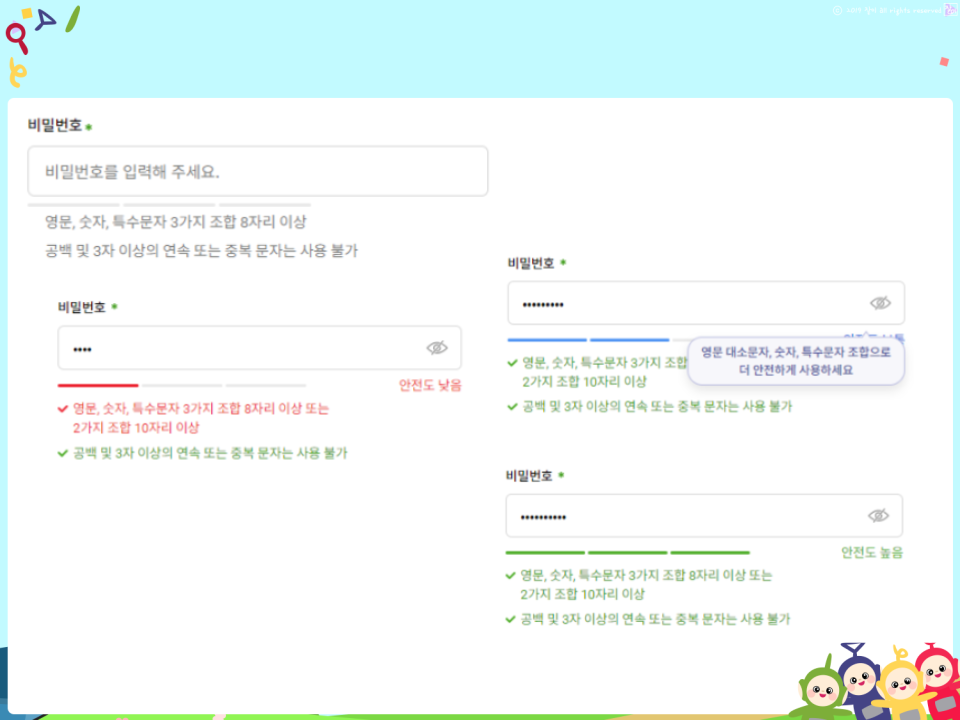 All rights reserved
비밀번호
비밀번호를 입력해 주세요.
영문, 숫자, 특수문자 3가지 조합 8자리 이상
공백 및 3자 이상의 연속 또는 중복 문자는 사용 불가
비밀번호 *
••••
안전도 낮음
영문, 숫자, 특수문자 3가지 조합 8자리 이상 또는
2가지 조합 10자리 이상
공백 및 3자 이상의 연속 또는 중복 문자는 사용 불가
비밀번호 *
•••••••••
영문, 숫자, 특수문자 3가지 조합
2가지 조합 10자리 이상
영문 대소문자, 숫자, 특수문자 조합으로
더 안전하게 사용하세요
공백 및 3자 이상의 연속 또는 중복 문자는 사용 불가
비밀번호 *
••••••••••
안전도 높음
영문, 숫자, 특수문자 3가지 조합 8자리 이상 또는
2가지 조합 10자리 이상
공백 및 3자 이상의 연속 또는 중복 문자는 사용 불가